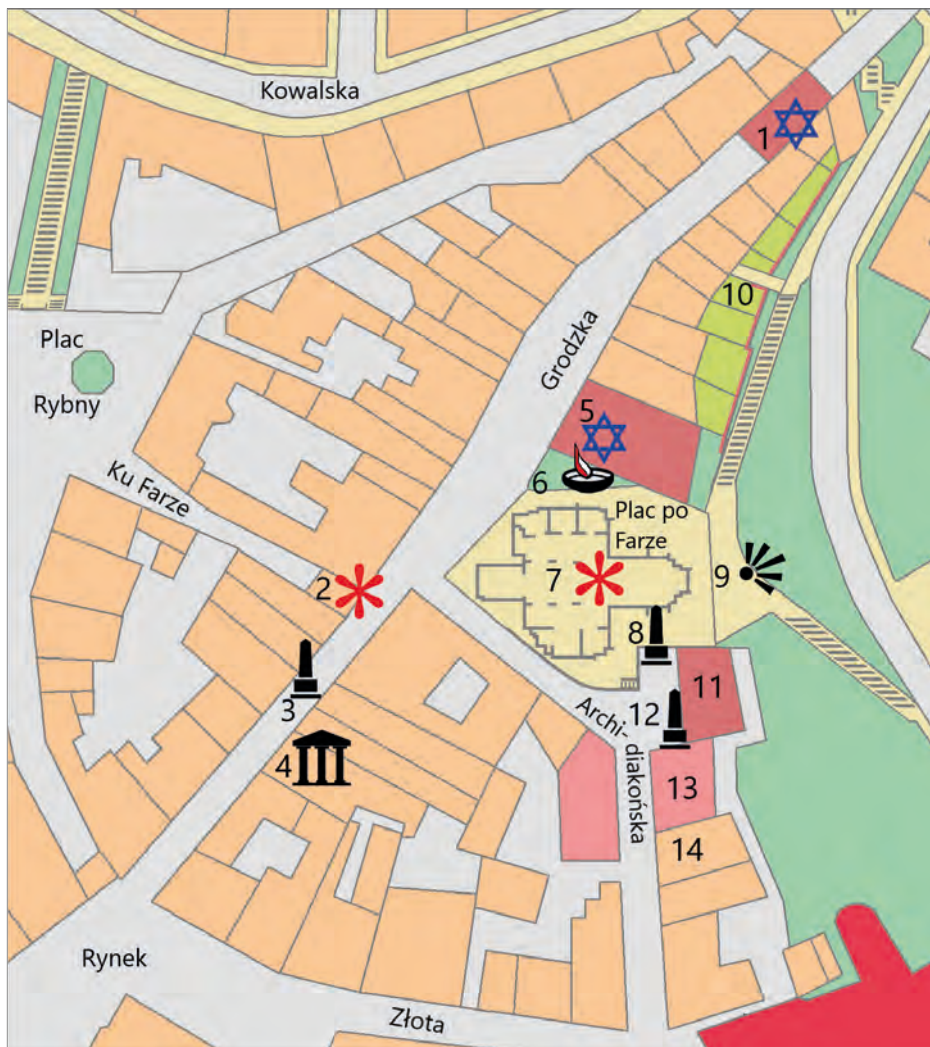 Kowalska
1
10
Plac
Rybny
Grodzka
5
Ku Farze
6
Plac po
Farze
2
7
9
8
3
11
12
Archi-
diakońska
4
13
14
Rynek
Złota